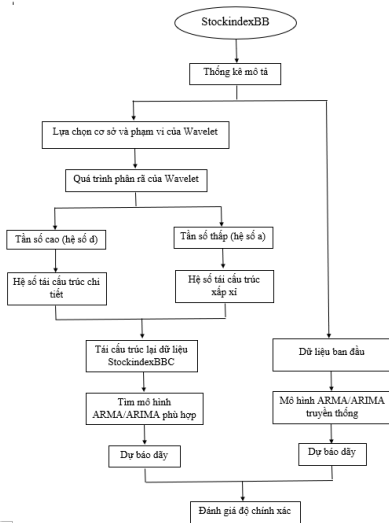 StockindexBB
Thống kê mô tả
Lựa chọn cơ sở và phạm vi của Wavelet
Quá trình phân rã của Wavelet
Tần số cao (hệ số d)
Tần số thấp (hệ số a)
Hệ số tái cấu trúc chi
tiết
Hệ số tái cấu trúc
xấp xỉ
Tái cấu trúc lại dữ liệu
StockindexBBC
Dữ liệu ban đầu
Tìm mô hình
ARMA/ARIMA phù hợp
Mô hình ARMA/ARIMA
truyền thống
Dự báo dãy
Dự báo dãy
Đánh giá độ chính xác